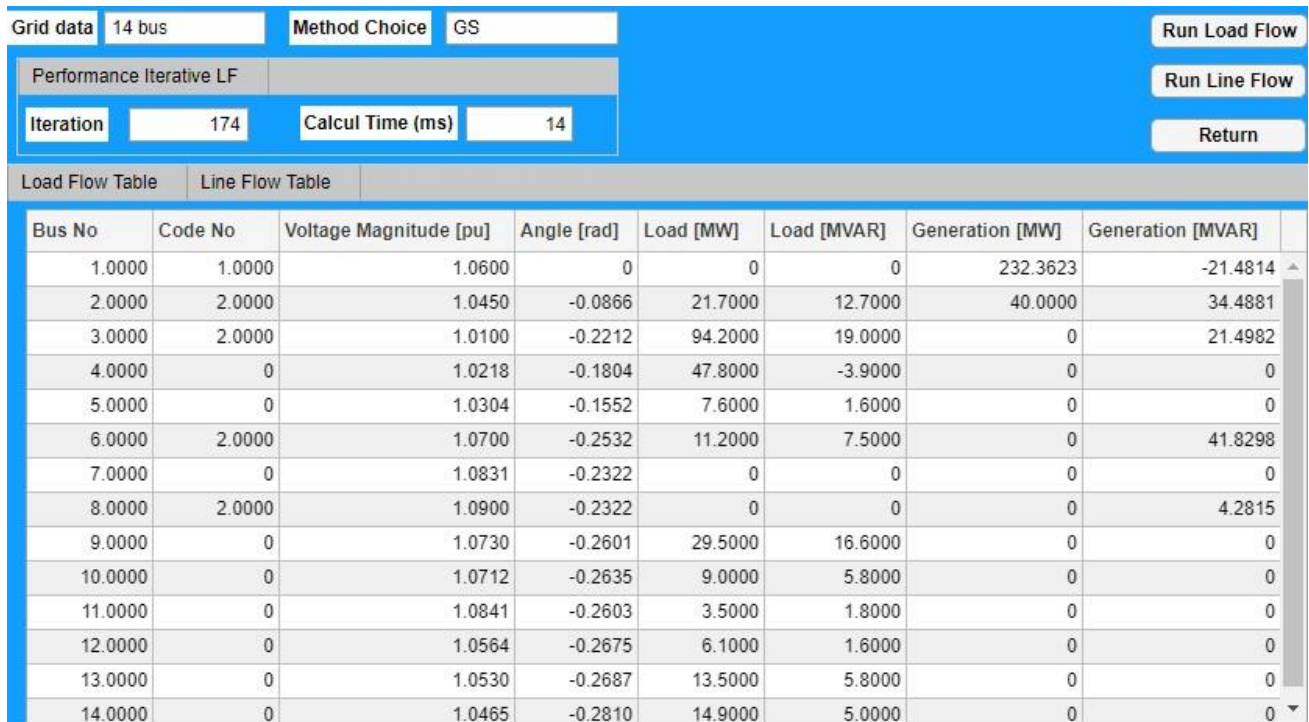 Grid data 14 bus Method Choice GS Run Load Flow
Performance Iterative LF Run Line Flow
Iteration 174 Calcul Time (ms) 14 Return
Load Flow Table Line Flow Table
Bus No Code No Voltage Magnitude [pu] Angle [rad] Load [MW] Load [MVAR] Generation [MW] Generation [MVAR]
1.0000 1.0000 1.0600 0 0 0 232.3623 -21.4814
2.0000 2.0000 1.0450 -0.0866 21.7000 12.7000 40.0000 34.4881
3.0000 2.0000 1.0100 -0.2212 94.2000 19.0000 0 21.4982
4.0000 0 1.0218 -0.1804 47.8000 -3.9000 0 0
5.0000 0 1.0304 -0.1552 7.6000 1.6000 0 0
6.0000 2.0000 1.0700 -0.2532 11.2000 7.5000 0 41.8298
7.0000 0 1.0831 -0.2322 0 0 0 0
8.0000 2.0000 1.0900 -0.2322 0 0 0 4.2815
9.0000 0 1.0730 -0.2601 29.5000 16.6000 0 0
10.0000 0 1.0712 -0.2635 9.0000 5.8000 0 0
11.0000 0 1.0841 -0.2603 3.5000 1.8000 0 0
12.0000 0 1.0564 -0.2675 6.1000 1.6000 0 0
13.0000 0 1.0530 -0.2687 13.5000 5.8000 0 0
14.0000 0 1.0465 -0.2810 14.9000 5.0000 0 0